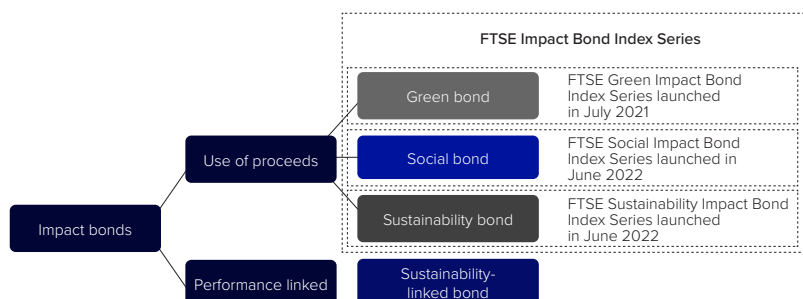 FTSE Impact Bond Index Series
Green bond
FTSE Green Impact Bond
Index Series launched
in July 2021
Use of proceeds
Social bond
FTSE Social Impact Bond
Index Series launched in
June 2022
Impact bonds
Sustainability bond
FTSE Sustainability Impact Bond
Index Series launched
in June 2022
Performance linked
Sustainability-
linked bond